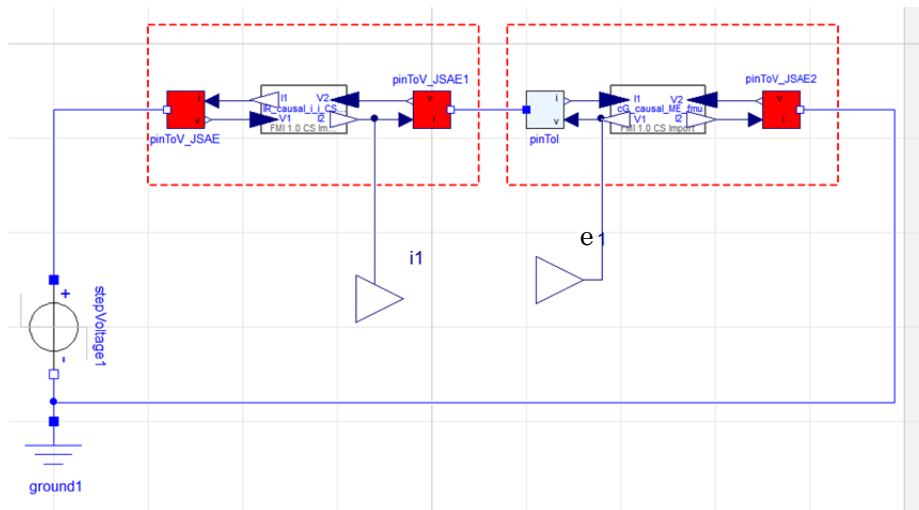 pinToV_JSAE1
pinToV_JSAE2
i
v
I1
V1
V2
I2
FMI 1.0 CS Im...
v
i
i
v
I1
V1
V2
I2
cG_causal_ME_fmu
FMI 1.0 CS Import
v
i
pinToV_JSAE
pinToI
i1
e1
+
stepVoltage1
-
ground1